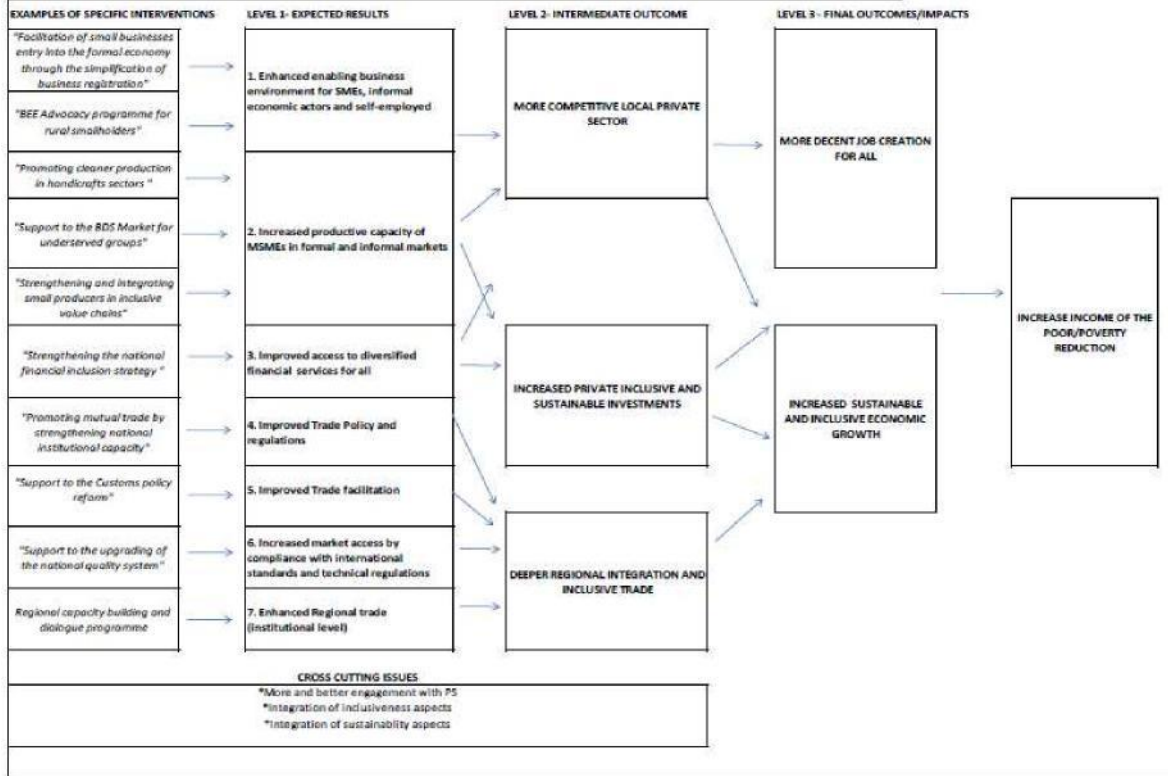 EXAMPLES OF SPECIFIC INTERVENTIONS
LEVEL 1- EXPECTED RESULTS
LEVEL 2- INTERMEDIATE OUTCOME
LEVEL 3 - FINAL OUTCOMES/IMPACTS
"Facilitation of small businesses
entry into the formal economy
through the simplification of
business registration"
"BEE Advocacy programme for
rural smallholders"
"Promoting cleaner production
in handicrafts sectors "
"Support to the BDS Market for
underserved groups"
"Strengthening and integrating
small producers in inclusive
value chains"
"Strengthening the national
financial inclusion strategy "
"Promoting mutual trade by
strengthening national
institutional capacity"
"Support to the Customs policy
reform"
"Support to the upgrading of
the national quality system"
Regional capacity building and
dialogue programme
1. Enhanced enabling business
environment for SMEs, informal
economic actors and self-employed
2. Increased productive capacity of
MSMEs in formal and informal markets
3. Improved access to diversified
financial services for all
4. Improved Trade Policy and
regulations
5. Improved Trade facilitation
6. Increased market access by
compliance with international
standards and technical regulations
7. Enhanced Regional trade
(institutional level)
MORE COMPETITIVE LOCAL PRIVATE
SECTOR
INCREASED PRIVATE INCLUSIVE AND
SUSTAINABLE INVESTMENTS
DEEPER REGIONAL INTEGRATION AND
INCLUSIVE TRADE
MORE DECENT JOB CREATION
FOR ALL
INCREASED SUSTAINABLE
AND INCLUSIVE ECONOMIC
GROWTH
INCREASE INCOME OF THE
POOR/POVERTY
REDUCTION
CROSS CUTTING ISSUES
*More and better engagement with PS
*Integration of inclusiveness aspects
*Integration of sustainablity aspects